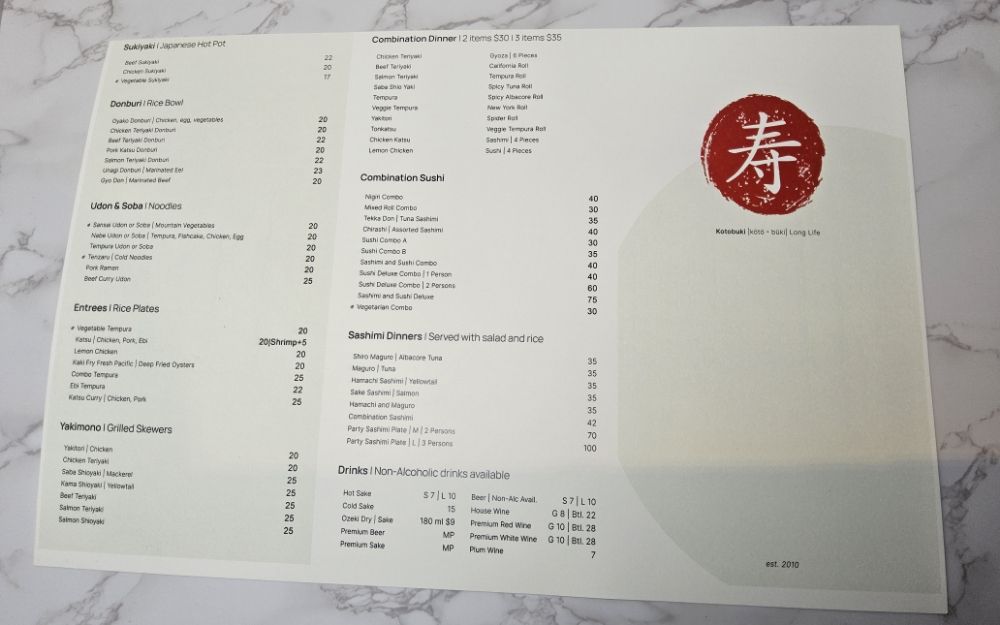 Sukiyaki | Japanese Hot Pot
Beef Sukiyaki 22
Chicken Sukiyaki 20
Vegetable Sukiyaki 17
Donburi | Rice Bowl
Oyako Donburi | Chicken, egg, vegetables 20
Chicken Teriyaki Donburi 20
Beef Teriyaki Donburi 22
Pork Katsu Donburi 20
Salmon Teriyaki Donburi 22
Unagi Donburi | Marinated Eel 23
Gyo Don | Marinated Beef 20
Udon & Soba | Noodles
Sansai Udon or Soba | Mountain Vegetables 20
Nabe Udon or Soba | Tempura, Fishcake, Chicken, Egg 20
Tempura Udon or Soba 20
Tenzaru | Cold Noodles 20
Pork Ramen 20
Beef Curry Udon 25
Entrees | Rice Plates
Vegetable Tempura 20
Katsu | Chicken, Pork, Ebi 20|Shrimp+5
Lemon Chicken 20
Kaki Fry Fresh Pacific | Deep Fried Oysters 20
Combo Tempura 25
Ebi Tempura 22
Katsu Curry | Chicken, Pork 25
Yakimono | Grilled Skewers
Yakitori | Chicken 20
Chicken Teriyaki 20
Saba Shioyaki | Mackerel 25
Kama Shioyaki | Yellowtail 25
Beef Teriyaki 25
Salmon Teriyaki 25
Salmon Shioyaki 25
Combination Dinner | 2 items $30 | 3 items $35
Chicken Teriyaki Gyoza | 6 Pieces
Beef Teriyaki California Roll
Salmon Teriyaki Tempura Roll
Saba Shio Yaki Spicy Tuna Roll
Tempura Spicy Albacore Roll
Veggie Tempura New York Roll
Yakitori Spider Roll
Tonkatsu Veggie Tempura Roll
Chicken Katsu Sashimi | 4 Pieces
Lemon Chicken Sushi | 4 Pieces
Combination Sushi
Nigiri Combo 40
Mixed Roll Combo 30
Tekka Don | Tuna Sashimi 35
Chirashi | Assorted Sashimi 40
Sushi Combo A 30
Sushi Combo B 35
Sashimi and Sushi Combo 40
Sushi Deluxe Combo | 1 Person 40
Sushi Deluxe Combo | 2 Persons 60
Sashimi and Sushi Deluxe 75
Vegetarian Combo 30
Sashimi Dinners | Served with salad and rice
Shiro Maguro | Albacore Tuna 35
Maguro | Tuna 35
Hamachi Sashimi | Yellowtail 35
Sake Sashimi | Salmon 35
Hamachi and Maguro 35
Combination Sashimi 42
Party Sashimi Plate | M | 2 Persons 70
Party Sashimi Plate | L | 3 Persons 100
Drinks | Non-Alcoholic drinks available
Hot Sake S 7 | L 10
Cold Sake 15
Ozeki Dry | Sake 180 ml $9
Premium Beer MP
Premium Sake MP
Beer | Non-Alc Avail. S 7 | L 10
House Wine G 8 | Btl. 22
Premium Red Wine G 10 | Btl. 28
Premium White Wine G 10 | Btl. 28
Plum Wine 7
寿
Kotobuki |kōtō • būki| Long Life
est. 2010